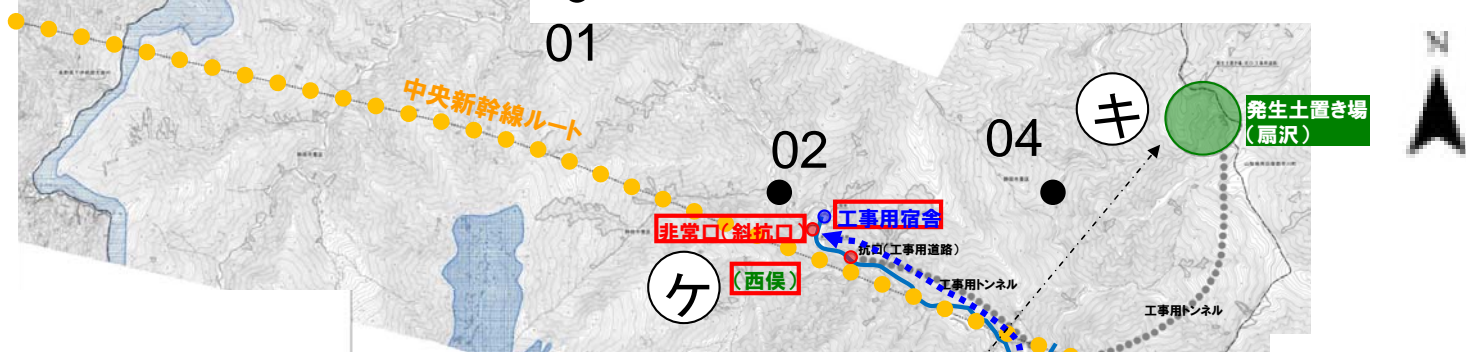 01
中央新幹線ルート
02
04
キ
発生土置き場
(扇沢)
N
非常口(斜坑口)
工事用宿舎
坑口(工事用道路)
ケ
(西俣)
工事用トンネル
工事用トンネル